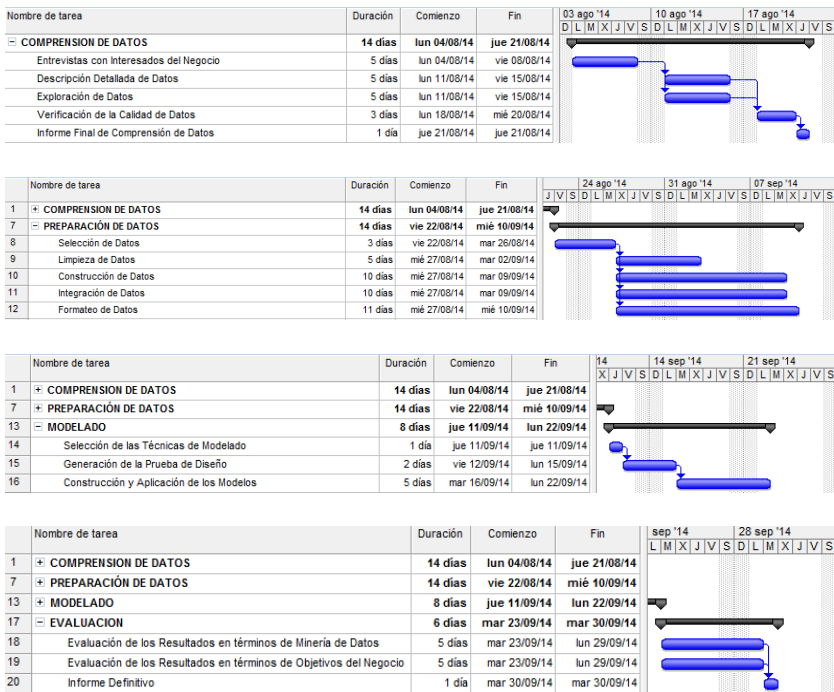 Nombre de tarea Duración Comienzo Fin 03 ago '14 10 ago '14 17 ago '14
D L M X J V S D L M X J V S D L M X J V S
COMPRENSION DE DATOS 14 días lun 04/08/14 jue 21/08/14
Entrevistas con Interesados del Negocio 5 días lun 04/08/14 vie 08/08/14
Descripción Detallada de Datos 5 días lun 11/08/14 vie 15/08/14
Exploración de Datos 5 días lun 11/08/14 vie 15/08/14
Verificación de la Calidad de Datos 3 días lun 18/08/14 mié 20/08/14
Informe Final de Comprensión de Datos 1 día jue 21/08/14 jue 21/08/14
Nombre de tarea Duración Comienzo Fin 24 ago '14 31 ago '14 07 sep '14
J V S D L M X J V S D L M X J V S D L M X J V S
1 COMPRENSION DE DATOS 14 días lun 04/08/14 jue 21/08/14
7 PREPARACIÓN DE DATOS 14 días vie 22/08/14 mié 10/09/14
8 Selección de Datos 3 días vie 22/08/14 mar 26/08/14
9 Limpieza de Datos 5 días mié 27/08/14 mar 02/09/14
10 Construcción de Datos 10 días mié 27/08/14 mar 09/09/14
11 Integración de Datos 10 días mié 27/08/14 mar 09/09/14
12 Formateo de Datos 11 días mié 27/08/14 mié 10/09/14
Nombre de tarea Duración Comienzo Fin 14 14 sep '14 21 sep '14
X J V S D L M X J V S D L M X J V S
1 COMPRENSION DE DATOS 14 días lun 04/08/14 jue 21/08/14
7 PREPARACIÓN DE DATOS 14 días vie 22/08/14 mié 10/09/14
13 MODELADO 8 días jue 11/09/14 lun 22/09/14
14 Selección de las Técnicas de Modelado 1 día jue 11/09/14 jue 11/09/14
15 Generación de la Prueba de Diseño 2 días vie 12/09/14 lun 15/09/14
16 Construcción y Aplicación de los Modelos 5 días mar 16/09/14 lun 22/09/14
Nombre de tarea Duración Comienzo Fin sep '14 28 sep '14
L M X J V S D L M X J V S
1 COMPRENSION DE DATOS 14 días lun 04/08/14 jue 21/08/14
7 PREPARACIÓN DE DATOS 14 días vie 22/08/14 mié 10/09/14
13 MODELADO 8 días jue 11/09/14 lun 22/09/14
17 EVALUACION 6 días mar 23/09/14 mar 30/09/14
18 Evaluación de los Resultados en términos de Minería de Datos 5 días mar 23/09/14 lun 29/09/14
19 Evaluación de los Resultados en términos de Objetivos del Negocio 5 días mar 23/09/14 lun 29/09/14
20 Informe Definitivo 1 día mar 30/09/14 mar 30/09/14